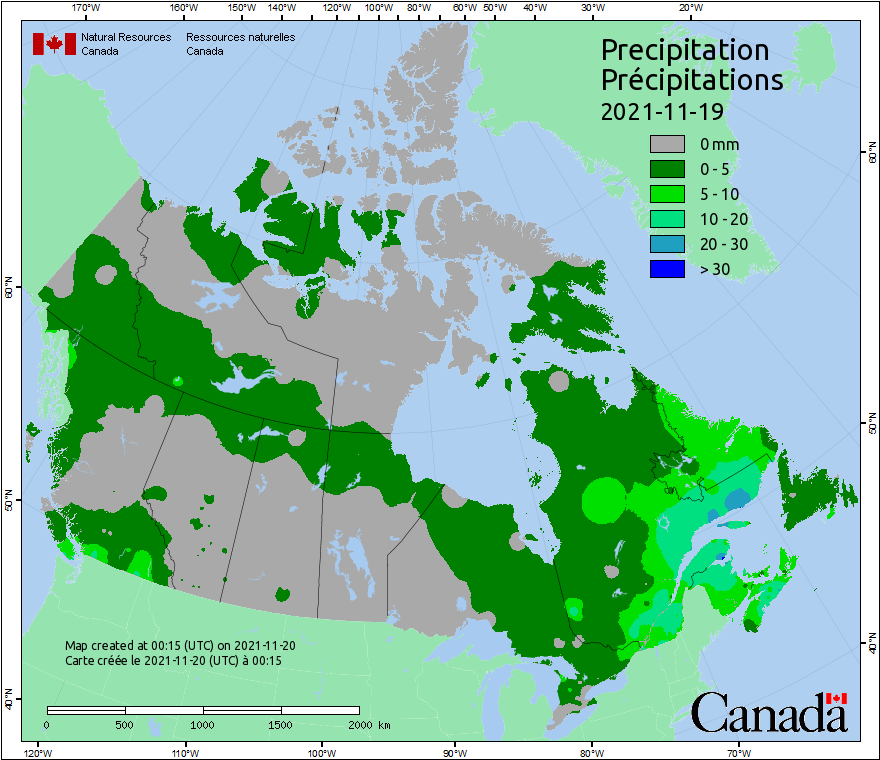 170°W 160°W 150°W 140°W 130°W 120°W 110°W 100°W 90°W 80°W 60°W 50°W 40°W 30°W 20°W
Natural Resources Ressources naturelles
Canada Canada
Precipitation
Précipitations
2021-11-19
0 mm
0 - 5
5 - 10
10 - 20
20 - 30
> 30
60°N
50°N
40°N
60°N
50°N
40°N
Map created at 00:15 (UTC) on 2021-11-20
Carte créée le 2021-11-20 (UTC) à 00:15
0 500 1000 1500 2000 km
Canada
120°W 110°W 100°W 90°W 80°W 70°W